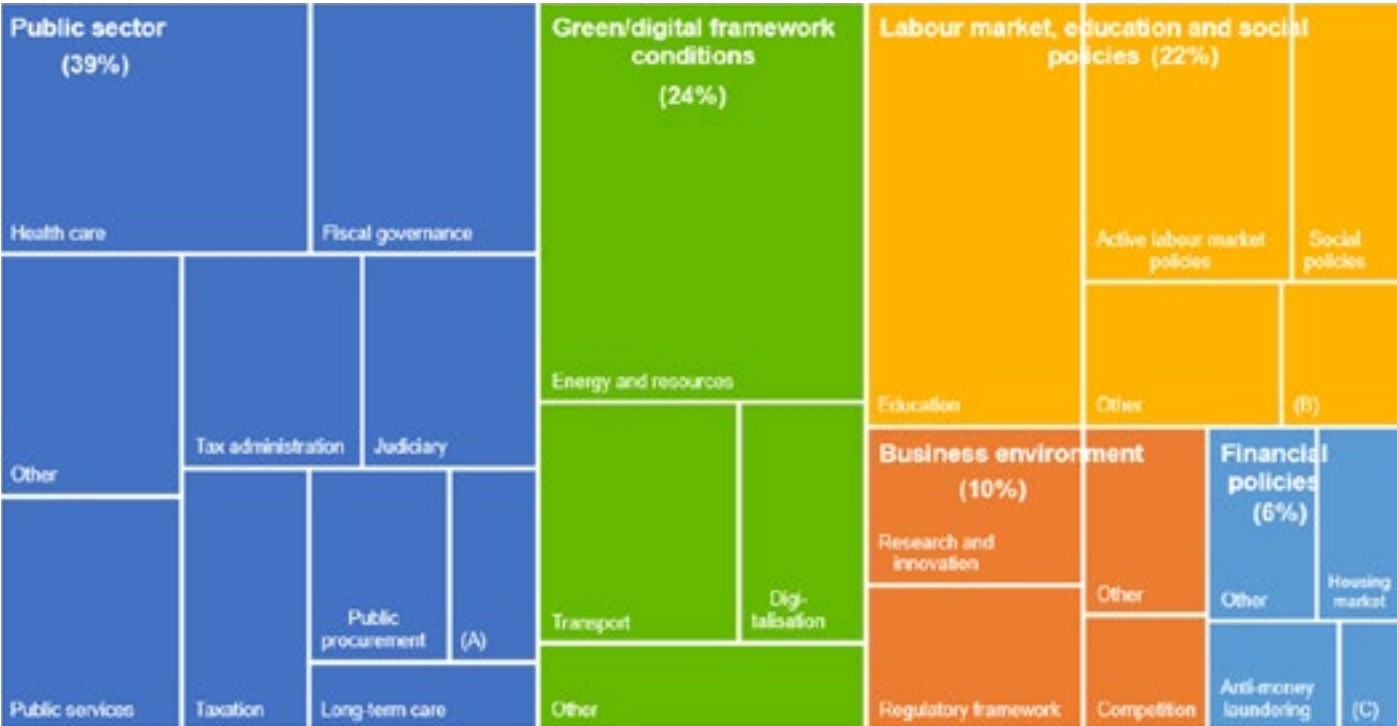 Public sector
(39%)
Health care
Fiscal governance
Other
Tax administration
Judiciary
Public services
Taxation
Public
procurement
(A)
Long-term care
Green/digital framework
conditions
(24%)
Energy and resources
Transport
Digi-
talisation
Other
Labour market, education and social
policies (22%)
Education
Active labour market
policies
Social
policies
Other
(B)
Business environment
(10%)
Research and
innovation
Other
Regulatory framework
Competition
Financial
policies
(6%)
Other
Housing
market
Anti-money
laundering
(C)